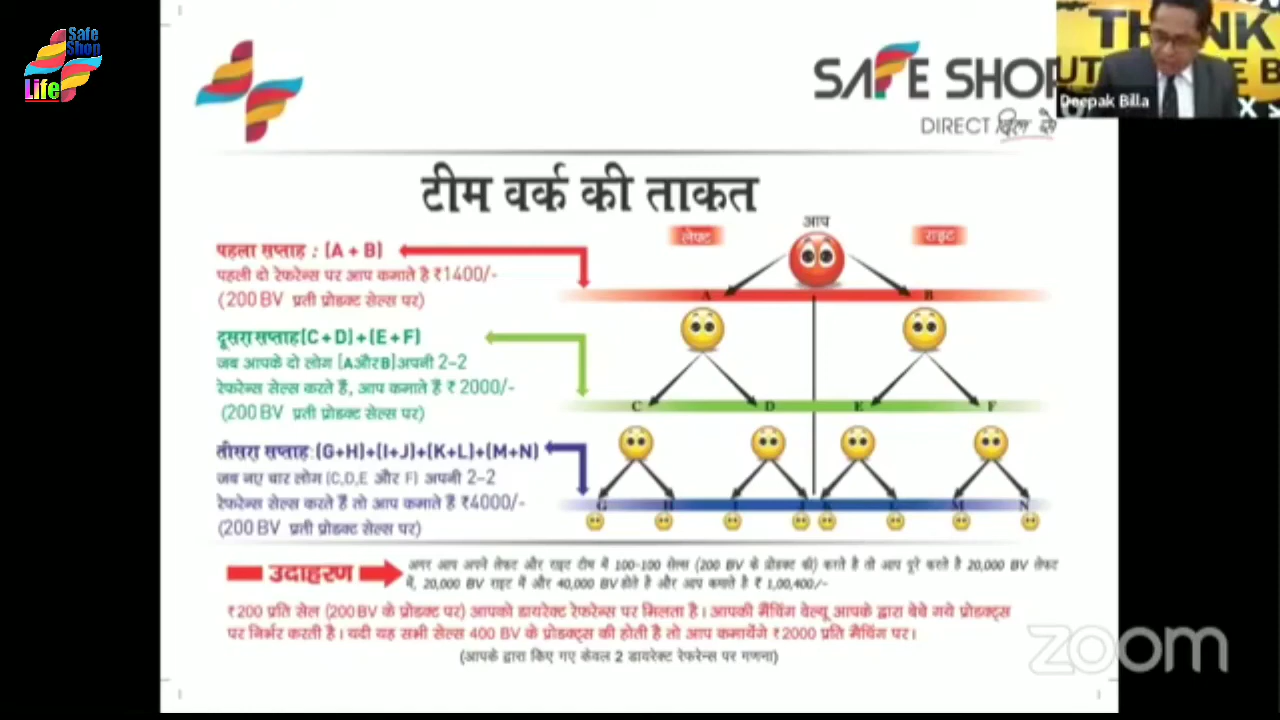 Safe
Shop
Life
SAFE SHOP
DIRECT दिल से
THINK
Deepak Billa
टीम वर्क की ताकत
आप
लेफ्ट
राइट
पहला सप्ताह : (A + B)
पहली दो रेफरेन्स पर आप कमाते है ₹1400/-
(200 BV प्रती प्रोडक्ट सेल्स पर)
A
B
दूसरा सप्ताह(C+D)+(E+F)
जब आपके दो लोग (AऔरB)अपनी 2-2
रेफरेन्स सेल्स करते है, आप कमाते हैं ₹ 2000/-
(200 BV प्रती प्रोडक्ट सेल्स पर)
C
D
E
F
तीसरा सप्ताह:(G+H)+(I+J)+(K+L)+(M+N)
जब नए चार लोग (C,D,E और F) अपनी 2-2
रेफरेन्स सेल्स करते हैं तो आप कमाते हैं ₹4000/-
(200 BV प्रती प्रोडक्ट सेल्स पर)
G
H
I
J
K
L
M
N
उदाहरण
अगर आप अपने लेफ्ट और राइट टीम में 100-100 सेल्स (200 BV के प्रोडक्ट की) करते है तो आप पूरे करते है 20,000 BV लेफ्ट
में, 20,000 BV राइट में और 40,000 BV होते है और आप कमाते है ₹ 1,00,400/-
₹200 प्रति सेल (200 BV के प्रोडक्ट पर) आपको डायरेक्ट रेफरेन्स पर मिलता है। आपकी मैचिंग वेल्यू आपके द्वारा बेचे गये प्रोडक्ट्स
पर निर्भर करती है। यदी यह सभी सेल्स 400 BV के प्रोडक्ट्स की होती है तो आप कमायेंगे ₹2000 प्रति मैचिंग पर।
(आपके द्वारा किए गए केवल 2 डायरेक्ट रेफरेन्स पर गणना)
zoom